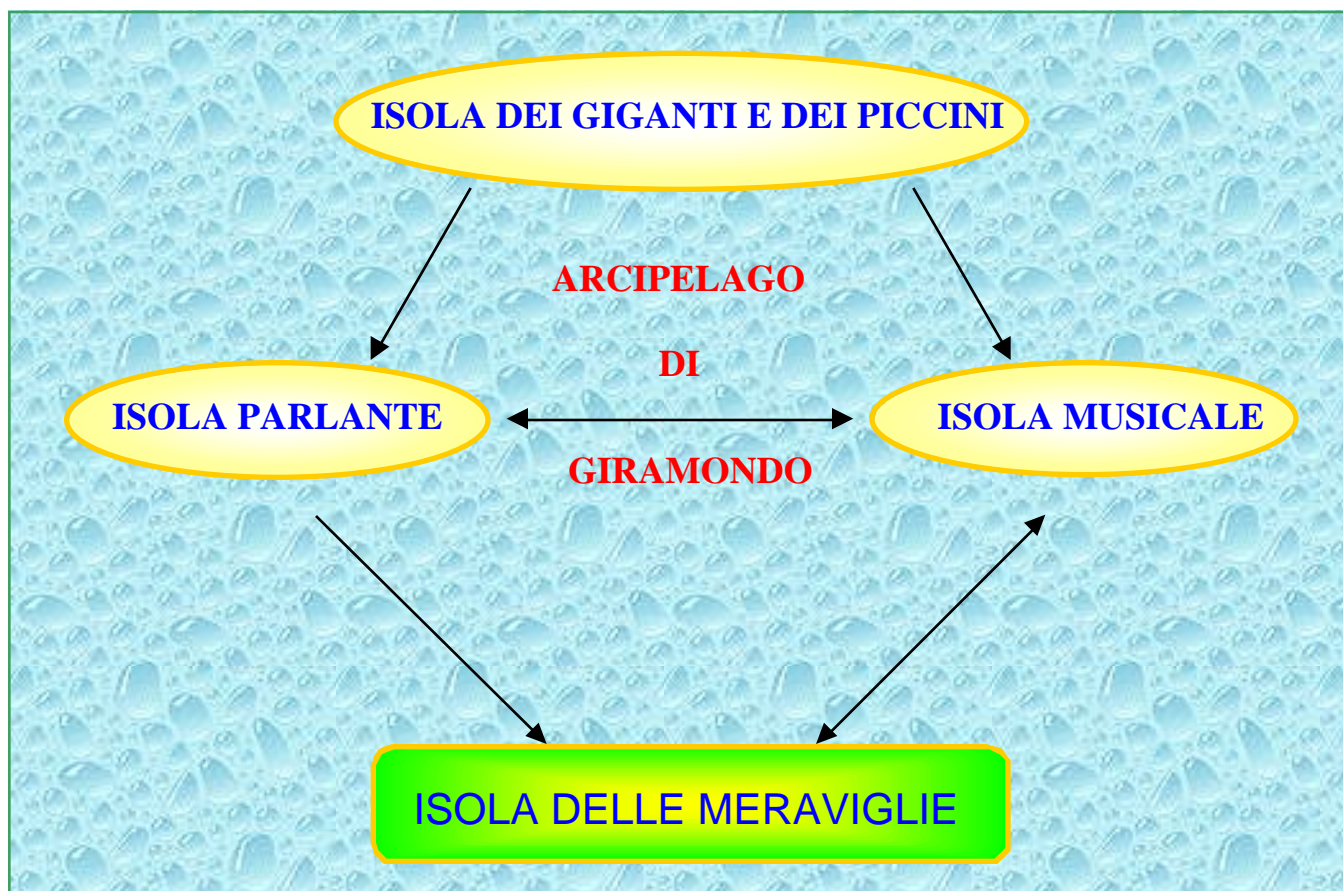 ISOLA DEI GIGANTI E DEI PICCINI
ARCIPELAGO
DI
ISOLA PARLANTE
ISOLA MUSICALE
GIRAMONDO
ISOLA DELLE MERAVIGLIE